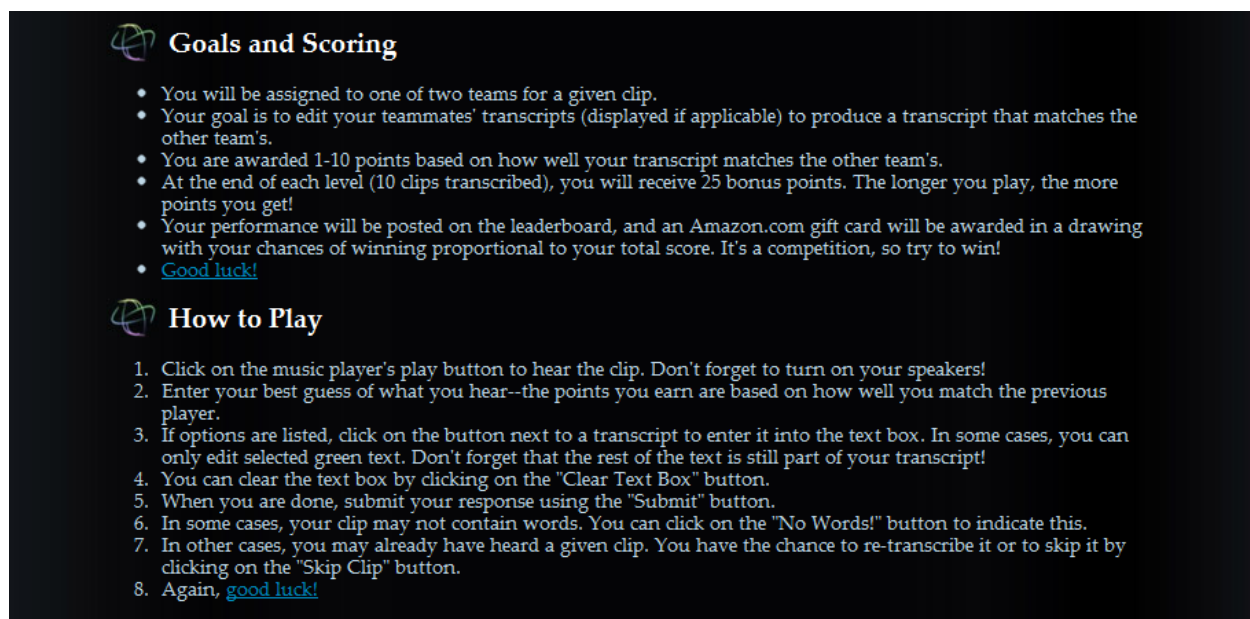 Goals and Scoring
• You will be assigned to one of two teams for a given clip.
• Your goal is to edit your teammates' transcripts (displayed if applicable) to produce a transcript that matches the
other team's.
• You are awarded 1-10 points based on how well your transcript matches the other team's.
• At the end of each level (10 clips transcribed), you will receive 25 bonus points. The longer you play, the more
points you get!
• Your performance will be posted on the leaderboard, and an Amazon.com gift card will be awarded in a drawing
with your chances of winning proportional to your total score. It's a competition, so try to win!
• Good luck!
How to Play
1. Click on the music player's play button to hear the clip. Don't forget to turn on your speakers!
2. Enter your best guess of what you hear--the points you earn are based on how well you match the previous
player.
3. If options are listed, click on the button next to a transcript to enter it into the text box. In some cases, you can
only edit selected green text. Don't forget that the rest of the text is still part of your transcript!
4. You can clear the text box by clicking on the "Clear Text Box" button.
5. When you are done, submit your response using the "Submit" button.
6. In some cases, your clip may not contain words. You can click on the "No Words!" button to indicate this.
7. In other cases, you may already have heard a given clip. You have the chance to re-transcribe it or to skip it by
clicking on the "Skip Clip" button.
8. Again, good luck!